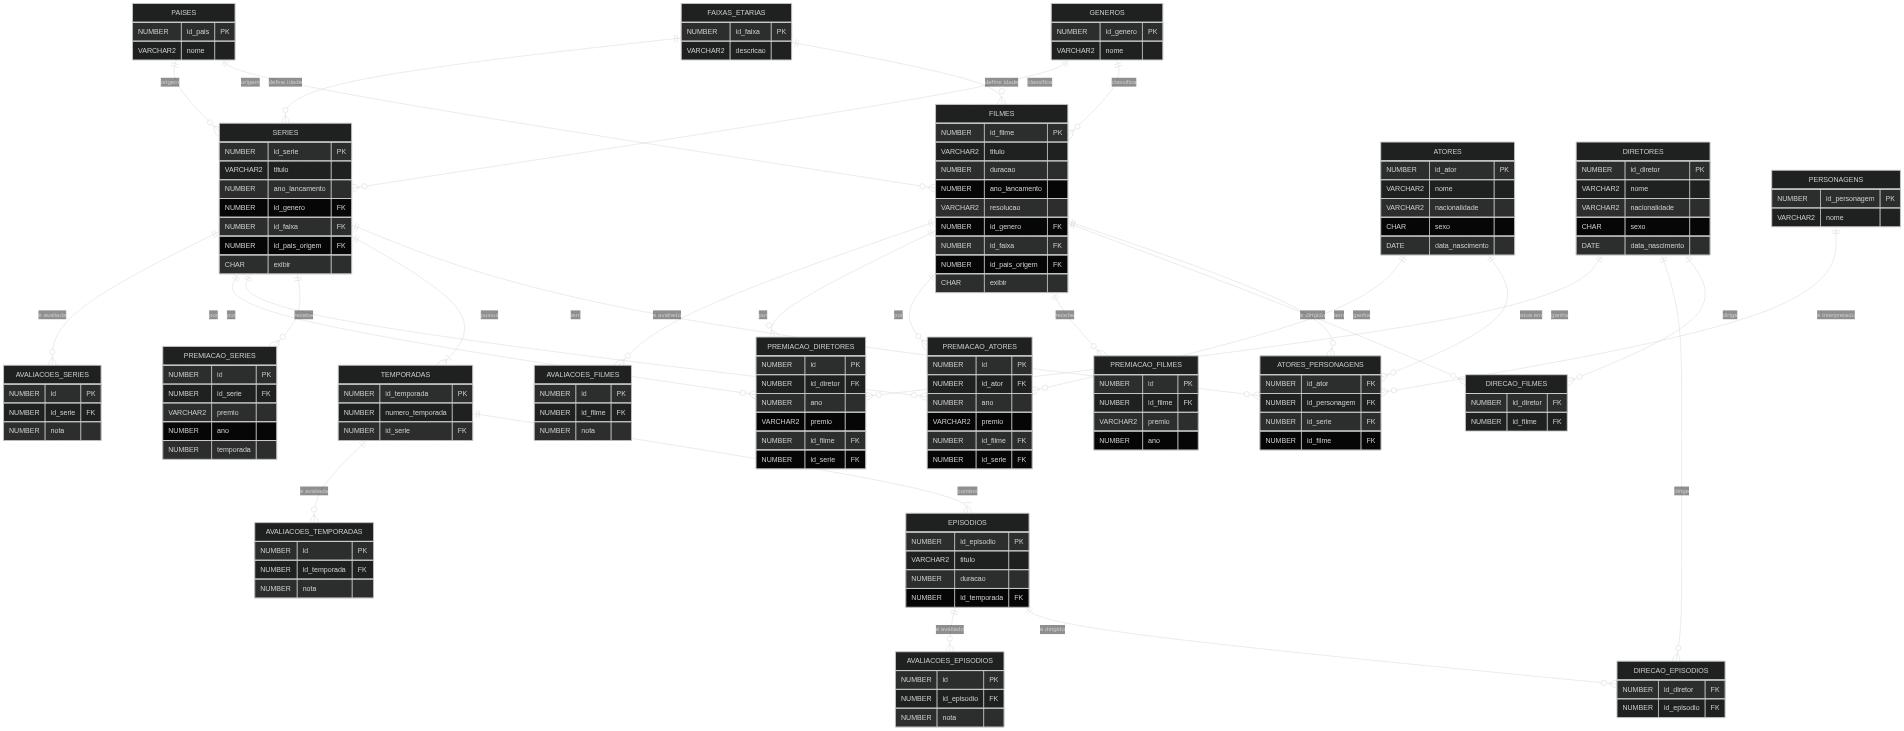 PAISES
NUMBER id_pais PK
VARCHAR2 nome
FAIXAS_ETARIAS
NUMBER id_faixa PK
VARCHAR2 descricao
GENEROS
NUMBER id_genero PK
VARCHAR2 nome
origem
origem
define idade
define idade
classifica
classifica
SERIES
NUMBER id_serie PK
VARCHAR2 titulo
NUMBER ano_lancamento
NUMBER id_genero FK
NUMBER id_faixa FK
NUMBER id_pais_origem FK
CHAR exibir
FILMES
NUMBER id_filme PK
VARCHAR2 titulo
NUMBER duracao
NUMBER ano_lancamento
VARCHAR2 resolucao
NUMBER id_genero FK
NUMBER id_faixa FK
NUMBER id_pais_origem FK
CHAR exibir
ATORES
NUMBER id_ator PK
VARCHAR2 nome
VARCHAR2 nacionalidade
CHAR sexo
DATE data_nascimento
DIRETORES
NUMBER id_diretor PK
VARCHAR2 nome
VARCHAR2 nacionalidade
CHAR sexo
DATE data_nascimento
PERSONAGENS
NUMBER id_personagem PK
VARCHAR2 nome
é avaliada
por
por
recebe
possui
tem
é avaliado
por
por
recebe
é dirigido
tem
ganha
atua em
ganha
dirige
é interpretado
AVALIACOES_SERIES
NUMBER id PK
NUMBER id_serie FK
NUMBER nota
PREMIACAO_SERIES
NUMBER id PK
NUMBER id_serie FK
VARCHAR2 premio
NUMBER ano
NUMBER temporada
TEMPORADAS
NUMBER id_temporada PK
NUMBER numero_temporada
NUMBER id_serie FK
AVALIACOES_FILMES
NUMBER id PK
NUMBER id_filme FK
NUMBER nota
PREMIACAO_DIRETORES
NUMBER id PK
NUMBER id_diretor FK
NUMBER ano
VARCHAR2 premio
NUMBER id_filme FK
NUMBER id_serie FK
PREMIACAO_ATORES
NUMBER id PK
NUMBER id_ator FK
NUMBER ano
VARCHAR2 premio
NUMBER id_filme FK
NUMBER id_serie FK
PREMIACAO_FILMES
NUMBER id PK
NUMBER id_filme FK
VARCHAR2 premio
NUMBER ano
ATORES_PERSONAGENS
NUMBER id_ator FK
NUMBER id_personagem FK
NUMBER id_serie FK
NUMBER id_filme FK
DIRECAO_FILMES
NUMBER id_diretor FK
NUMBER id_filme FK
é avaliada
contém
dirige
AVALIACOES_TEMPORADAS
NUMBER id PK
NUMBER id_temporada FK
NUMBER nota
EPISODIOS
NUMBER id_episodio PK
VARCHAR2 titulo
NUMBER duracao
NUMBER id_temporada FK
é avaliado
é dirigido
AVALIACOES_EPISODIOS
NUMBER id PK
NUMBER id_episodio FK
NUMBER nota
DIRECAO_EPISODIOS
NUMBER id_diretor FK
NUMBER id_episodio FK